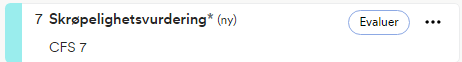 7 Skrøpelighetsvurdering* (ny) Evaluer ...
CFS 7